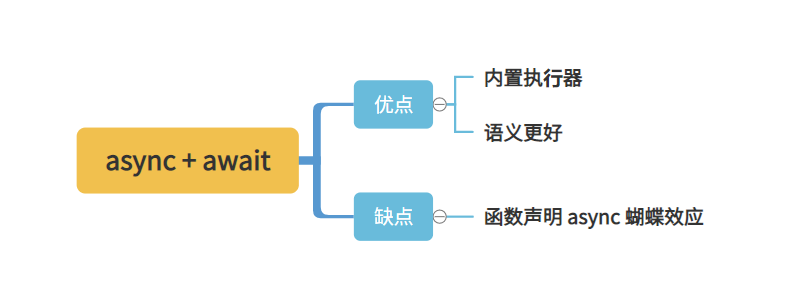 async + await
优点
内置执行器
语义更好
缺点
函数声明 async 蝴蝶效应